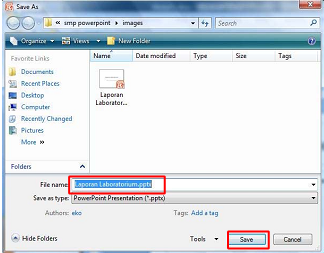 Save As
« smp powerpoint ▸ images
Search
Organize Views New Folder
Favorite Links
Name Date modified Type Size Tags
Documents
Recent Places
Desktop
Computer
Recently Changed
Pictures
More »
Laporan
Laborator...
Folders
File name: Laporan Laboratorium.pptx
Save as type: PowerPoint Presentation (*.pptx)
Authors: eko
Tags: Add a tag
Hide Folders
Tools
Save
Cancel